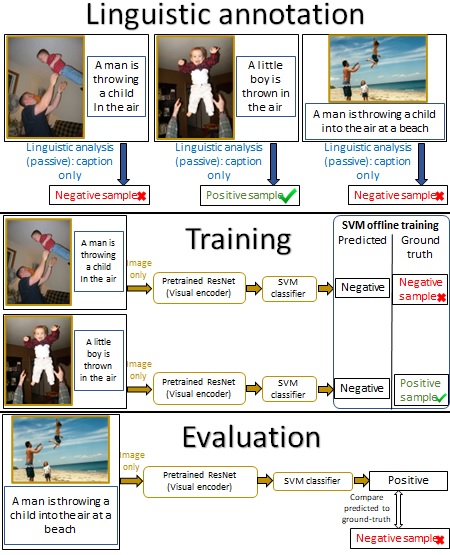 Linguistic annotation
A man is
throwing
a child
In the air
A little
boy is
thrown in
the air
A man is throwing a child
into the air at a beach
Linguistic analysis
(passive): caption
only
Linguistic analysis
(passive): caption
only
Linguistic analysis
(passive): caption
only
Negative sample
Positive sample
Negative sample
Training
SVM offline training
Predicted
Ground
truth
A man is
throwing
a child
In the air
Image
only
Pretrained ResNet
(Visual encoder)
SVM
classifier
Negative
Negative
sample
A little
boy is
thrown
in the air
Image
only
Pretrained ResNet
(Visual encoder)
SVM
classifier
Negative
Positive
sample
Evaluation
A man is throwing a
child into the air at a
beach
Image
only
Pretrained ResNet
(Visual encoder)
SVM classifier
Positive
Compare
predicted to
ground-truth
Negative sample